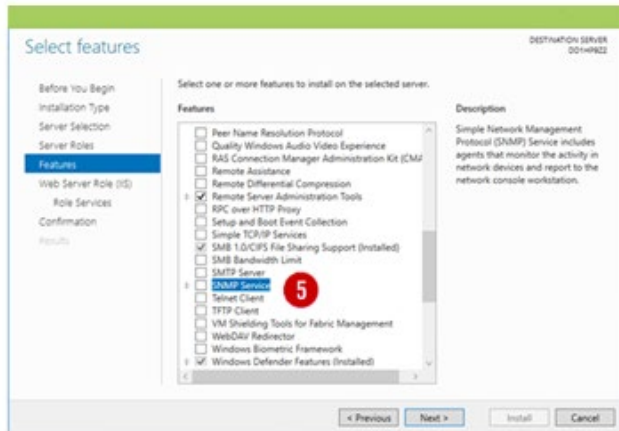 Select features
DESTINATION SERVER
DD1HP8Z2
Before You Begin
Installation Type
Server Selection
Server Roles
Features
Web Server Role (IIS)
Role Services
Confirmation
Results
Select one or more features to install on the selected server.
Features
Peer Name Resolution Protocol
Quality Windows Audio Video Experience
RAS Connection Manager Administration Kit (CMA
Remote Assistance
Remote Differential Compression
Remote Server Administration Tools
RPC over HTTP Proxy
Setup and Boot Event Collection
Simple TCP/IP Services
SMB 1.0/CIFS File Sharing Support (Installed)
SMB Bandwidth Limit
SMTP Server
SNMP Service
5
Telnet Client
TFTP Client
VM Shielding Tools for Fabric Management
WebDAV Redirector
Windows Biometric Framework
Windows Defender Features (Installed)
Description
Simple Network Management
Protocol (SNMP) Service includes
agents that monitor the activity in
network devices and report to the
network console workstation.
< Previous
Next >
Install
Cancel